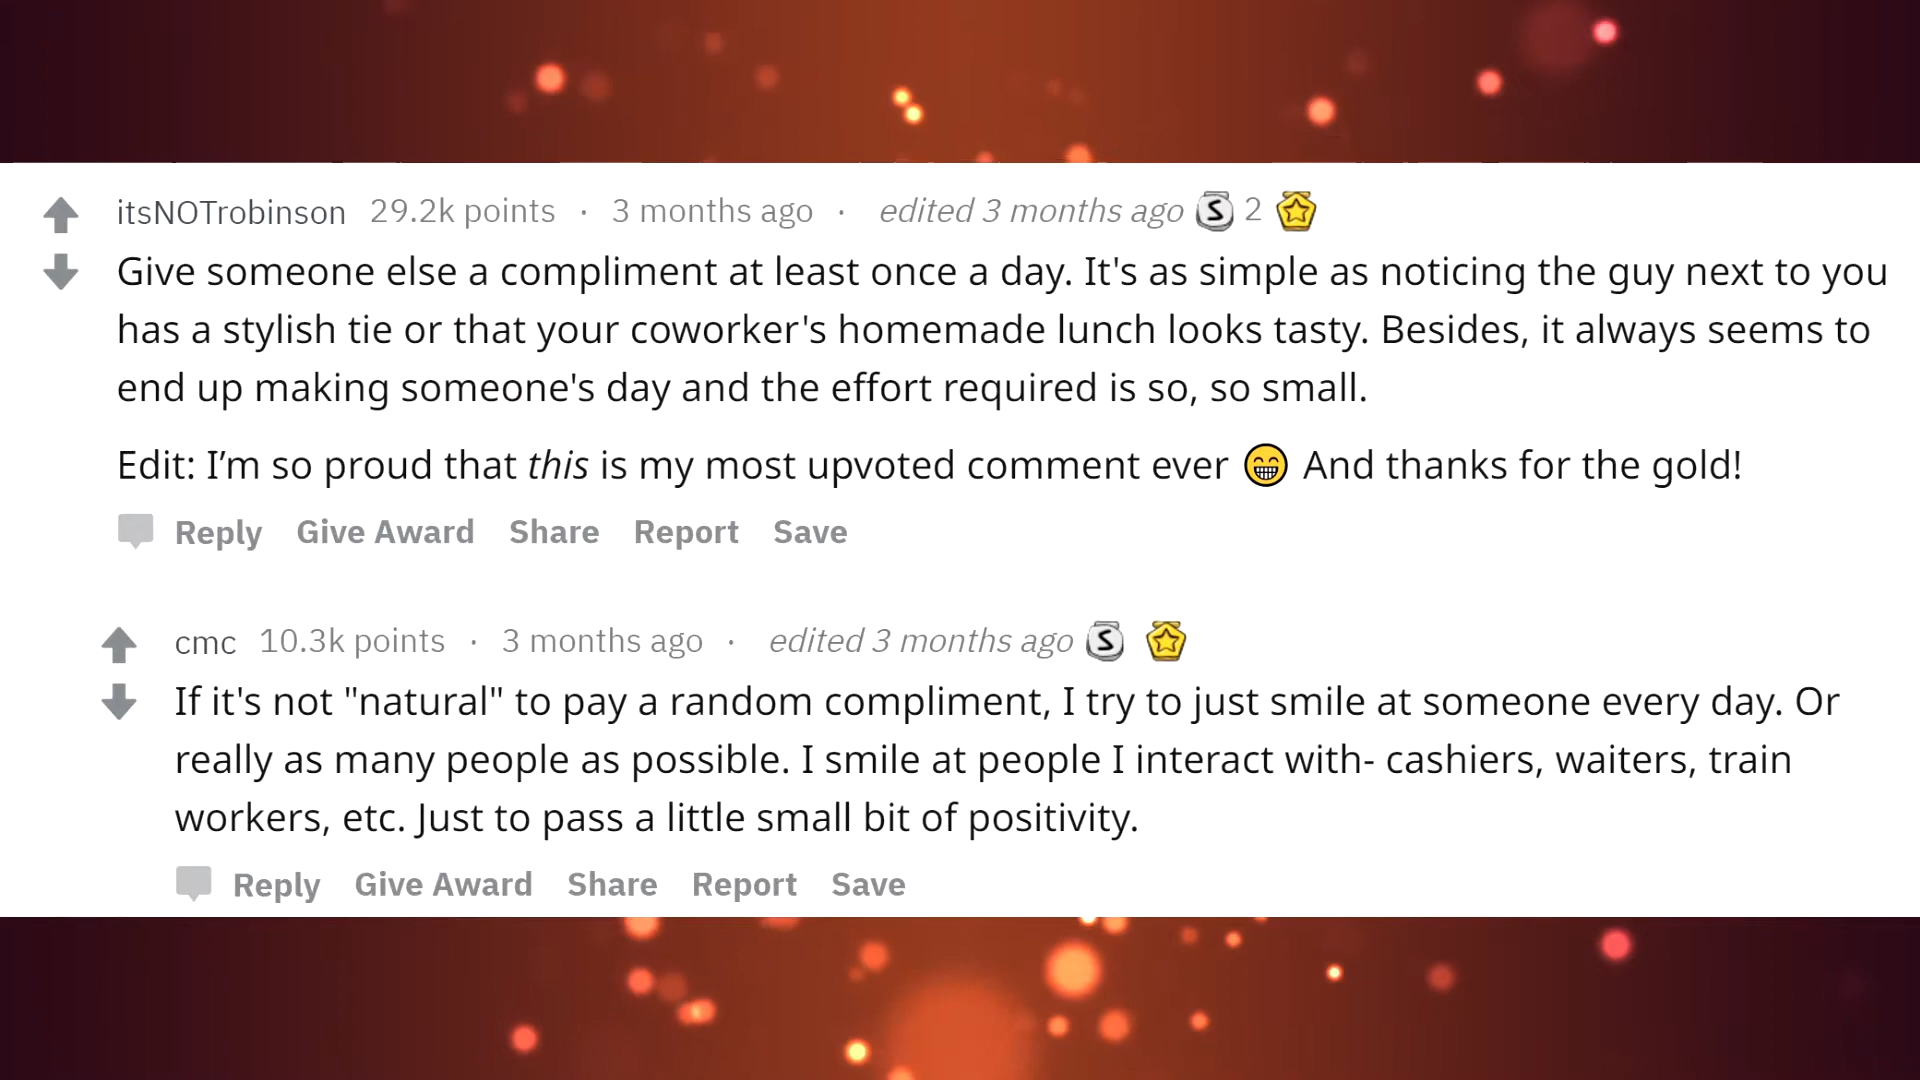 itsNOTrobinson 29.2k points · 3 months ago · edited 3 months ago S 2
Give someone else a compliment at least once a day. It's as simple as noticing the guy next to you
has a stylish tie or that your coworker's homemade lunch looks tasty. Besides, it always seems to
end up making someone's day and the effort required is so, so small.
Edit: I’m so proud that this is my most upvoted comment ever 😁 And thanks for the gold!
Reply Give Award Share Report Save
cmc 10.3k points · 3 months ago · edited 3 months ago S
If it's not "natural" to pay a random compliment, I try to just smile at someone every day. Or
really as many people as possible. I smile at people I interact with- cashiers, waiters, train
workers, etc. Just to pass a little small bit of positivity.
Reply Give Award Share Report Save